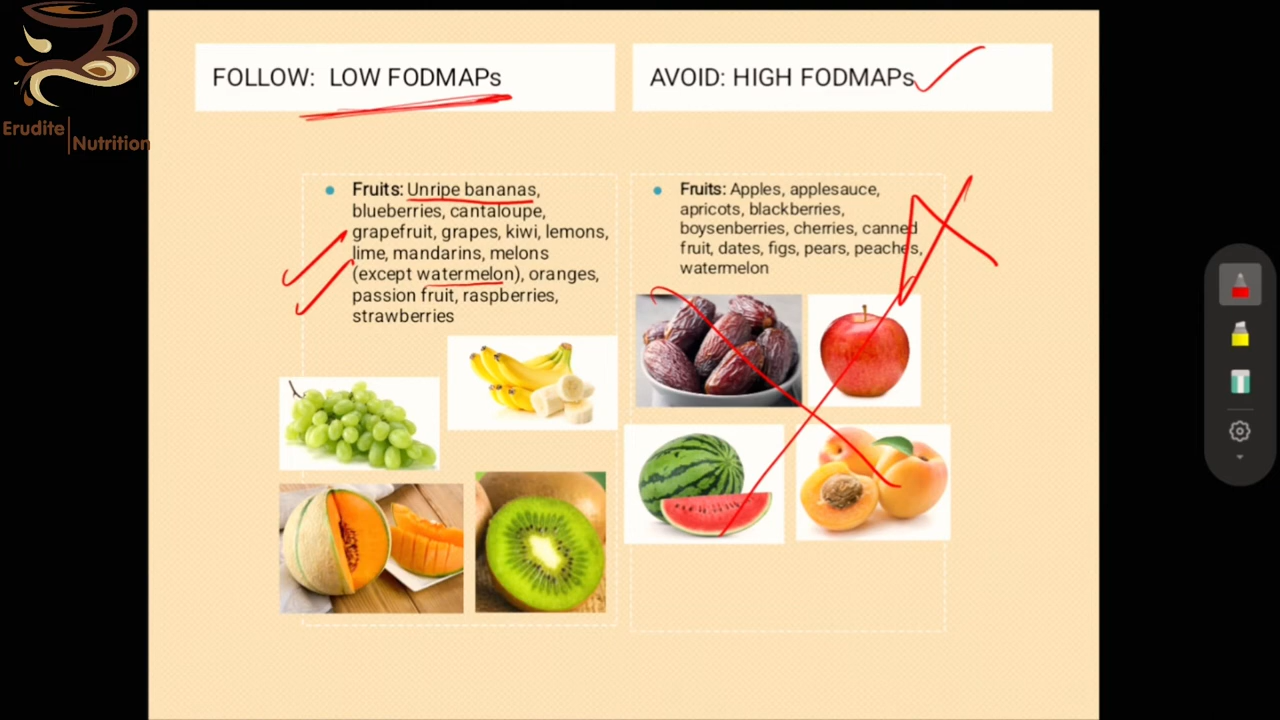 Erudite
Nutrition
FOLLOW: LOW FODMAPs
AVOID: HIGH FODMAPs
Fruits: Unripe bananas,
blueberries, cantaloupe,
grapefruit, grapes, kiwi, lemons,
lime, mandarins, melons
(except watermelon), oranges,
passion fruit, raspberries,
strawberries
Fruits: Apples, applesauce,
apricots, blackberries,
boysenberries, cherries, canned
fruit, dates, figs, pears, peaches,
watermelon